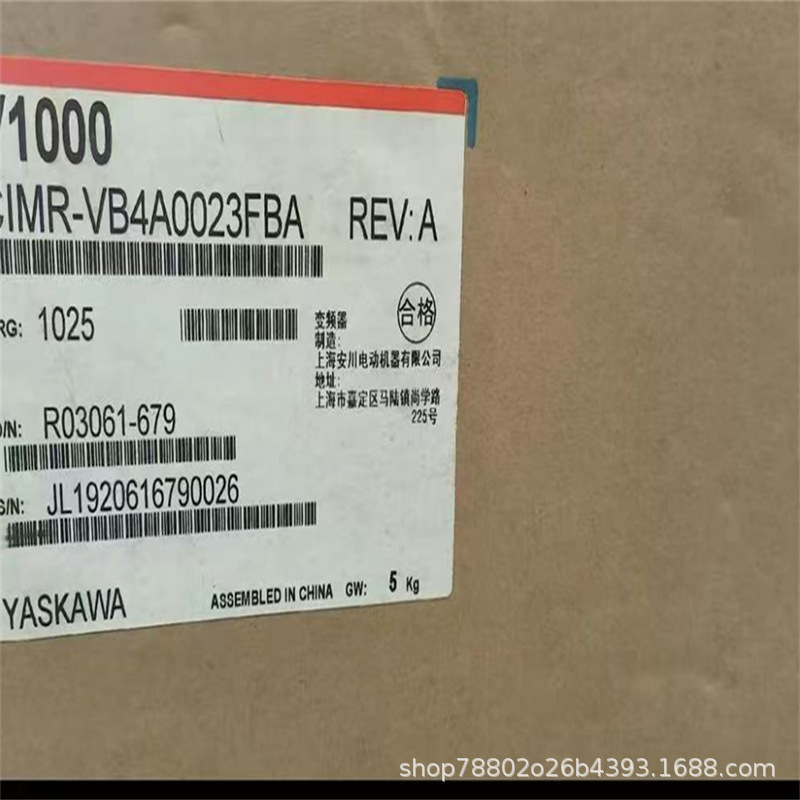 V1000
CIMR-VB4A0023FBA REV: A
RG: 1025
变频器
合格
制造:
上海安川电动机器有限公司
地址:
上海市嘉定区马陆镇尚学路
225号
O/N: R03061-679
S/N: JL1920616790026
YASKAWA ASSEMBLED IN CHINA GW: 5 Kg
shop78802o26b4393.1688.com